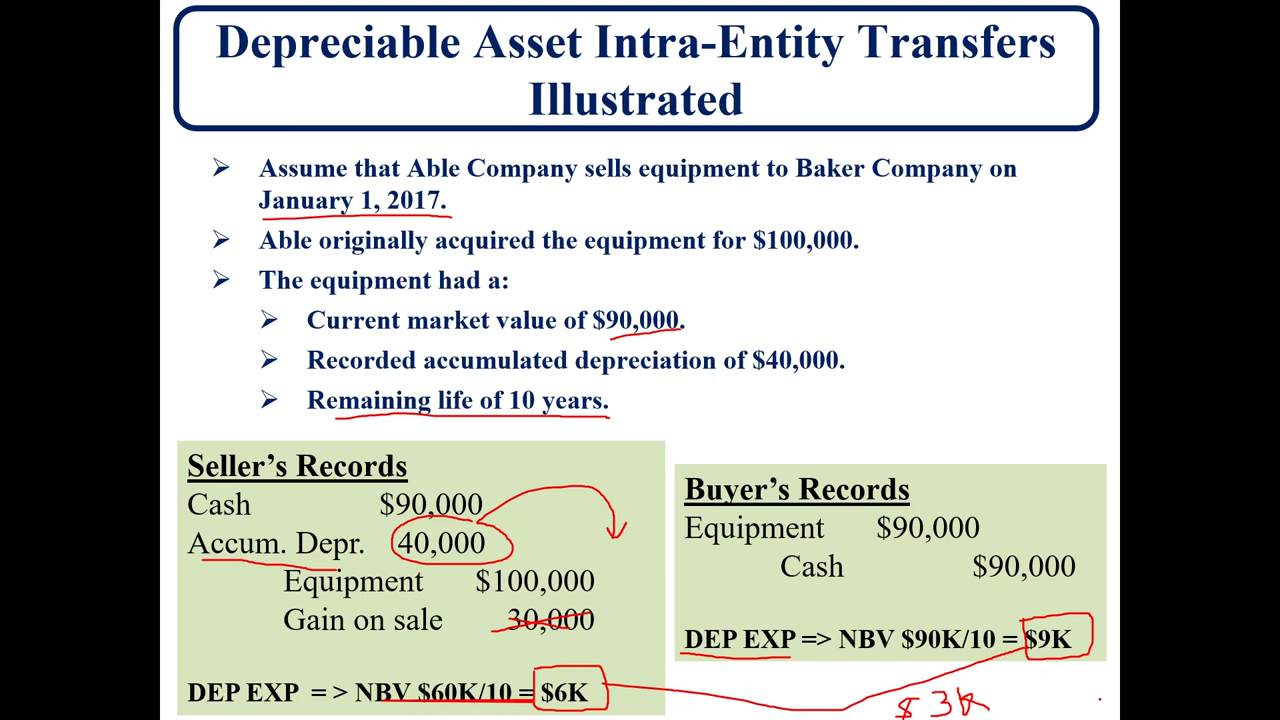 Depreciable Asset Intra-Entity Transfers
Illustrated
➢ Assume that Able Company sells equipment to Baker Company on
January 1, 2017.
➢ Able originally acquired the equipment for $100,000.
➢ The equipment had a:
➢ Current market value of $90,000.
➢ Recorded accumulated depreciation of $40,000.
➢ Remaining life of 10 years.
Seller’s Records
Cash $90,000
Accum. Depr. 40,000
Equipment $100,000
Gain on sale 30,000
DEP EXP = > NBV $60K/10 = $6K
Buyer’s Records
Equipment $90,000
Cash $90,000
DEP EXP => NBV $90K/10 = $9K
$ 3K